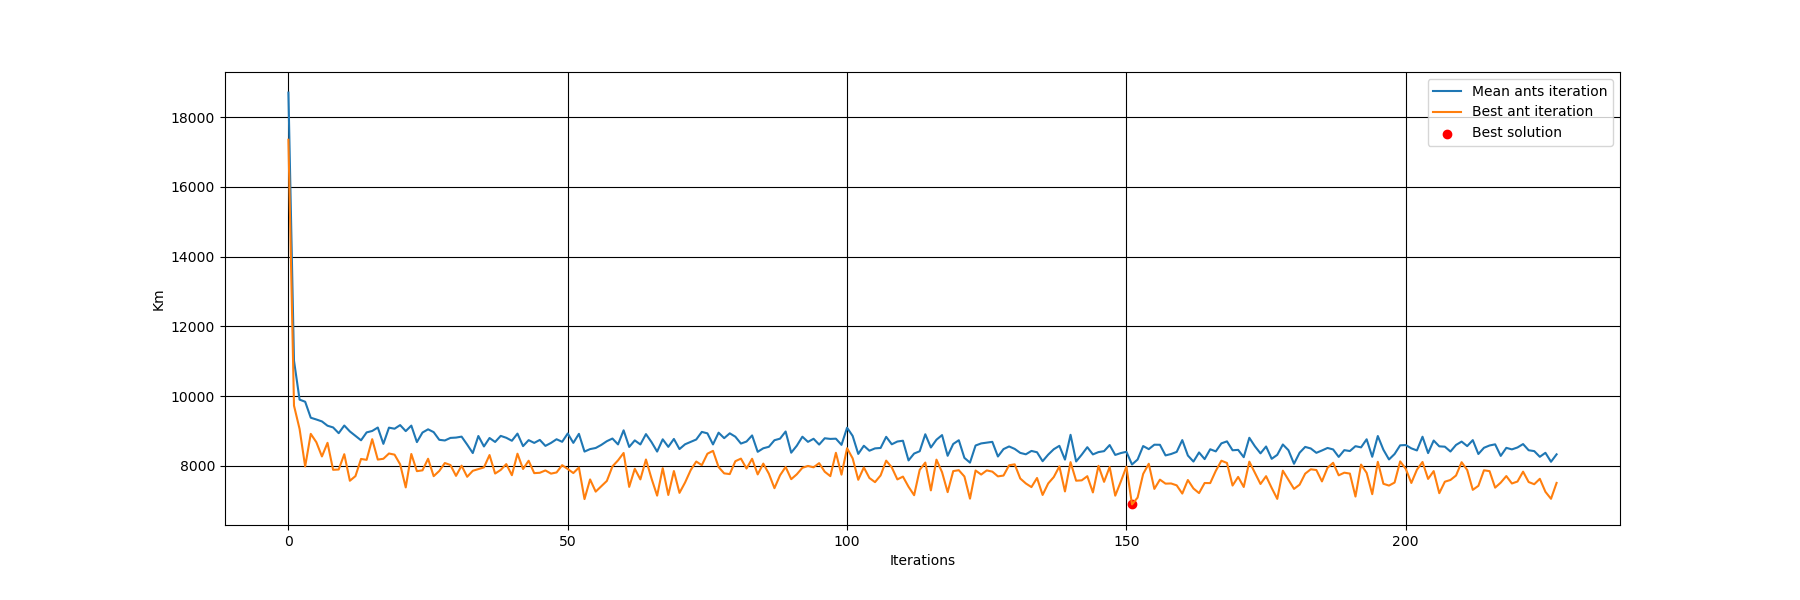 Mean ants iteration
Best ant iteration
Best solution
18000
16000
14000
12000
10000
8000
Km
0 50 100 150 200
Iterations